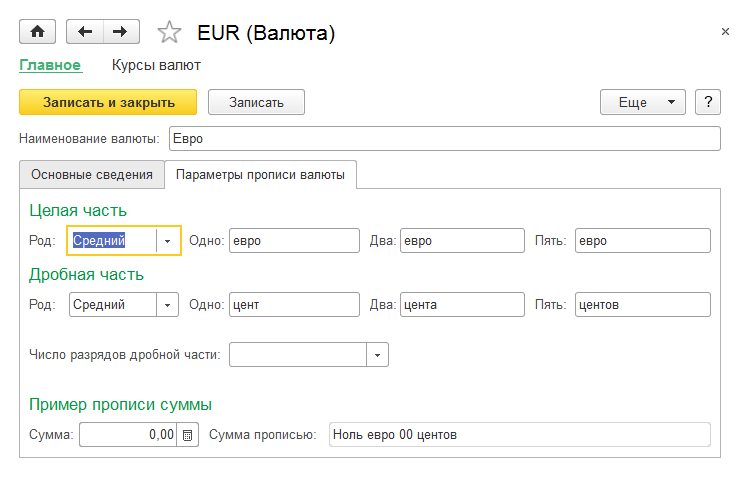 EUR (Валюта)
Главное Курсы валют
Записать и закрыть Записать Еще ?
Наименование валюты: Евро
Основные сведения Параметры прописи валюты
Целая часть
Род: Средний Одно: евро Два: евро Пять: евро
Дробная часть
Род: Средний Одно: цент Два: цента Пять: центов
Число разрядов дробной части:
Пример прописи суммы
Сумма: 0,00 Сумма прописью: Ноль евро 00 центов